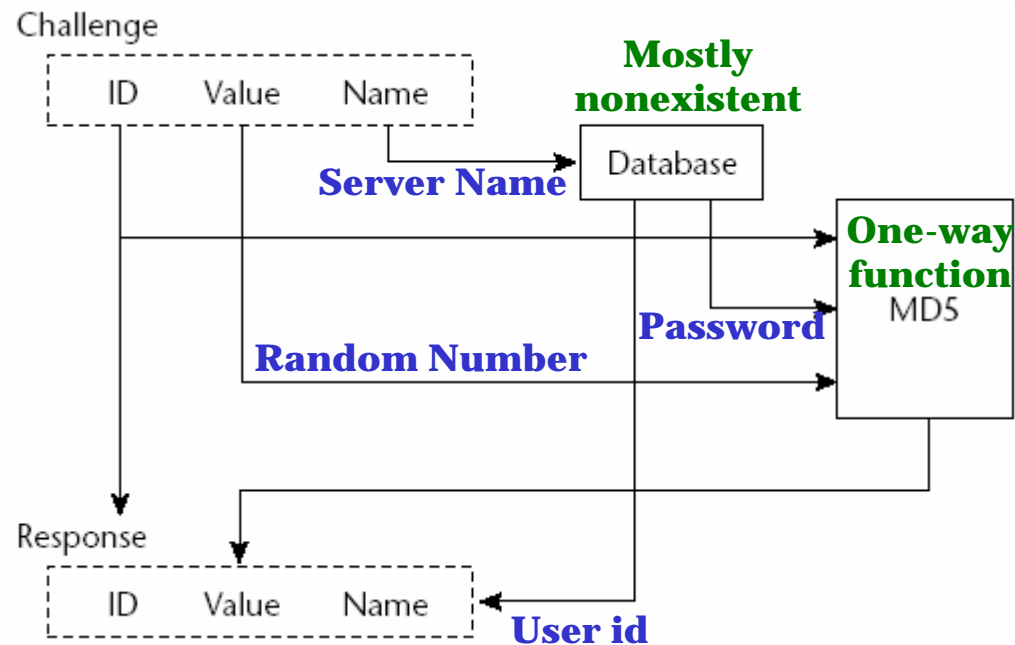 Challenge
ID Value Name
Mostly
nonexistent
Database
Server Name
One-way
function
MD5
Password
Random Number
Response
ID Value Name
User id